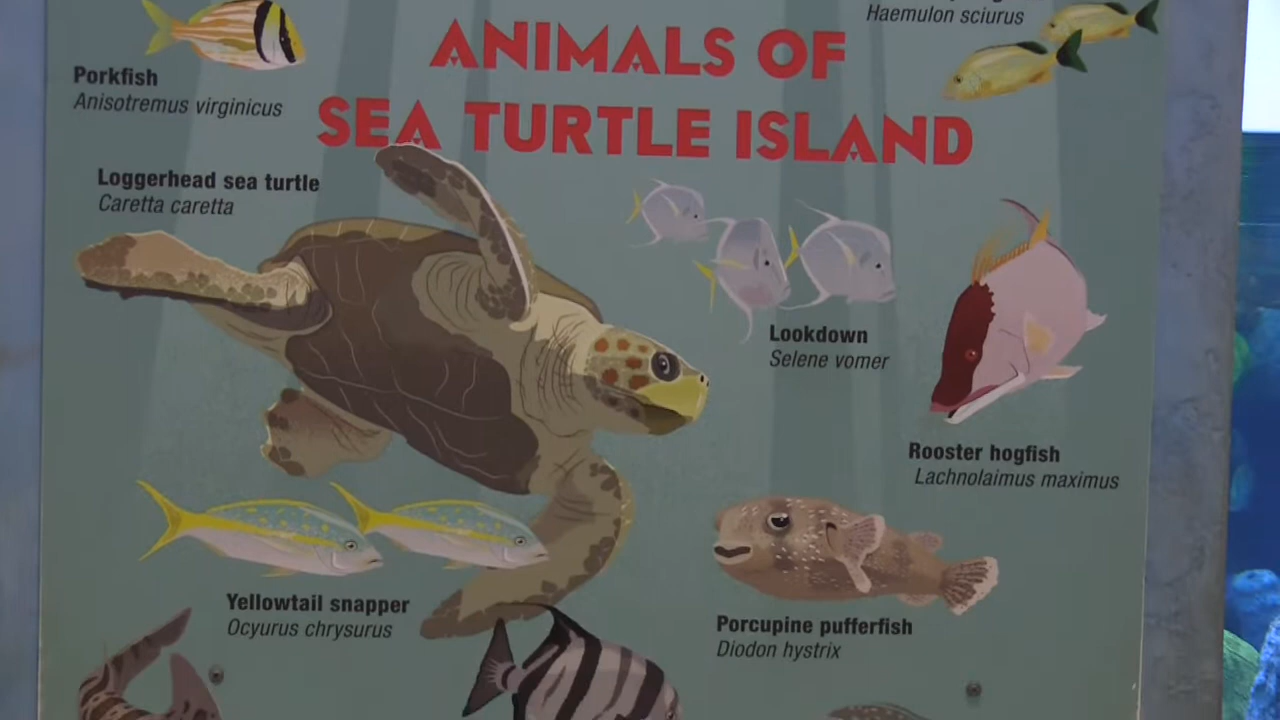 Haemulon sciurus
ANIMALS OF
SEA TURTLE ISLAND
Porkfish
Anisotremus virginicus
Loggerhead sea turtle
Caretta caretta
Lookdown
Selene vomer
Rooster hogfish
Lachnolaimus maximus
Yellowtail snapper
Ocyurus chrysurus
Porcupine pufferfish
Diodon hystrix